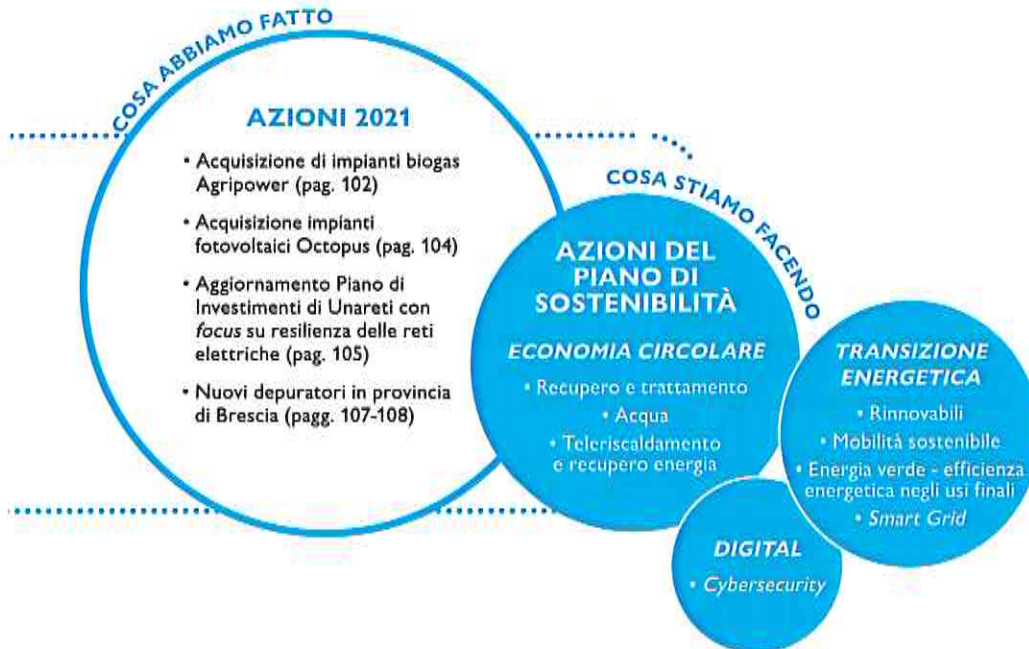 COSA ABBIAMO FATTO
AZIONI 2021
• Acquisizione di impianti biogas
Agripower (pag. 102)
• Acquisizione impianti
fotovoltaici Octopus (pag. 104)
• Aggiornamento Piano di
Investimenti di Unareti con
focus su resilienza delle reti
elettriche (pag. 105)
• Nuovi depuratori in provincia
di Brescia (pagg. 107-108)
COSA STIAMO FACENDO
AZIONI DEL
PIANO DI
SOSTENIBILITÀ
ECONOMIA CIRCOLARE
• Recupero e trattamento
• Acqua
• Teleriscaldamento
e recupero energia
TRANSIZIONE
ENERGETICA
• Rinnovabili
• Mobilità sostenibile
• Energia verde - efficienza
energetica negli usi finali
• Smart Grid
DIGITAL
• Cybersecurity